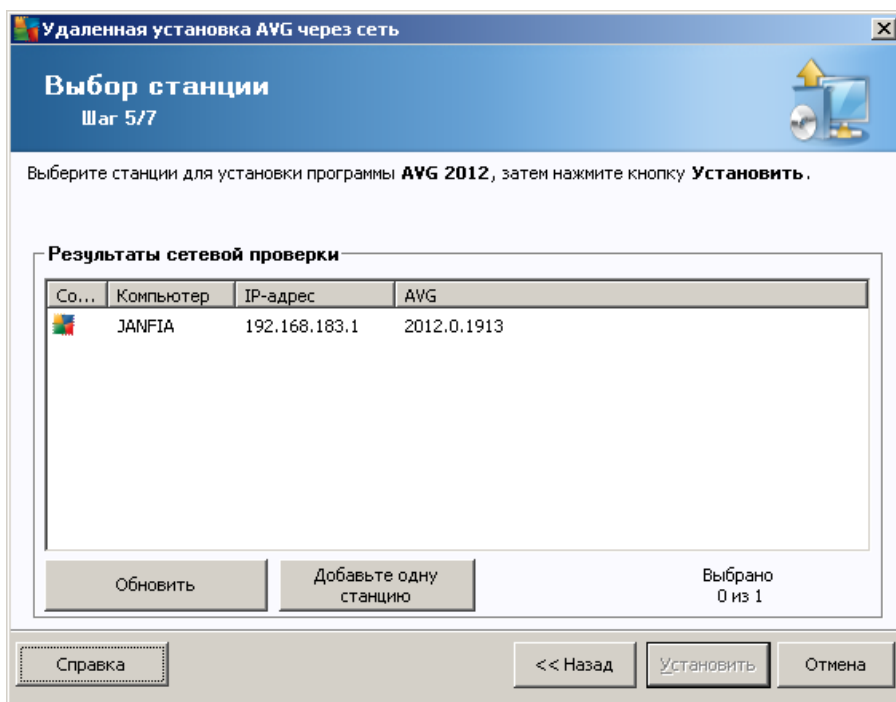 Удаленная установка AVG через сеть
Выбор станции
Шаг 5/7
Выберите станции для установки программы AVG 2012, затем нажмите кнопку Установить.
Результаты сетевой проверки
Со... Компьютер IP-адрес AVG
JANFIA 192.168.183.1 2012.0.1913
Обновить
Добавьте одну
станцию
Выбрано
0 из 1
Справка << Назад Установить Отмена